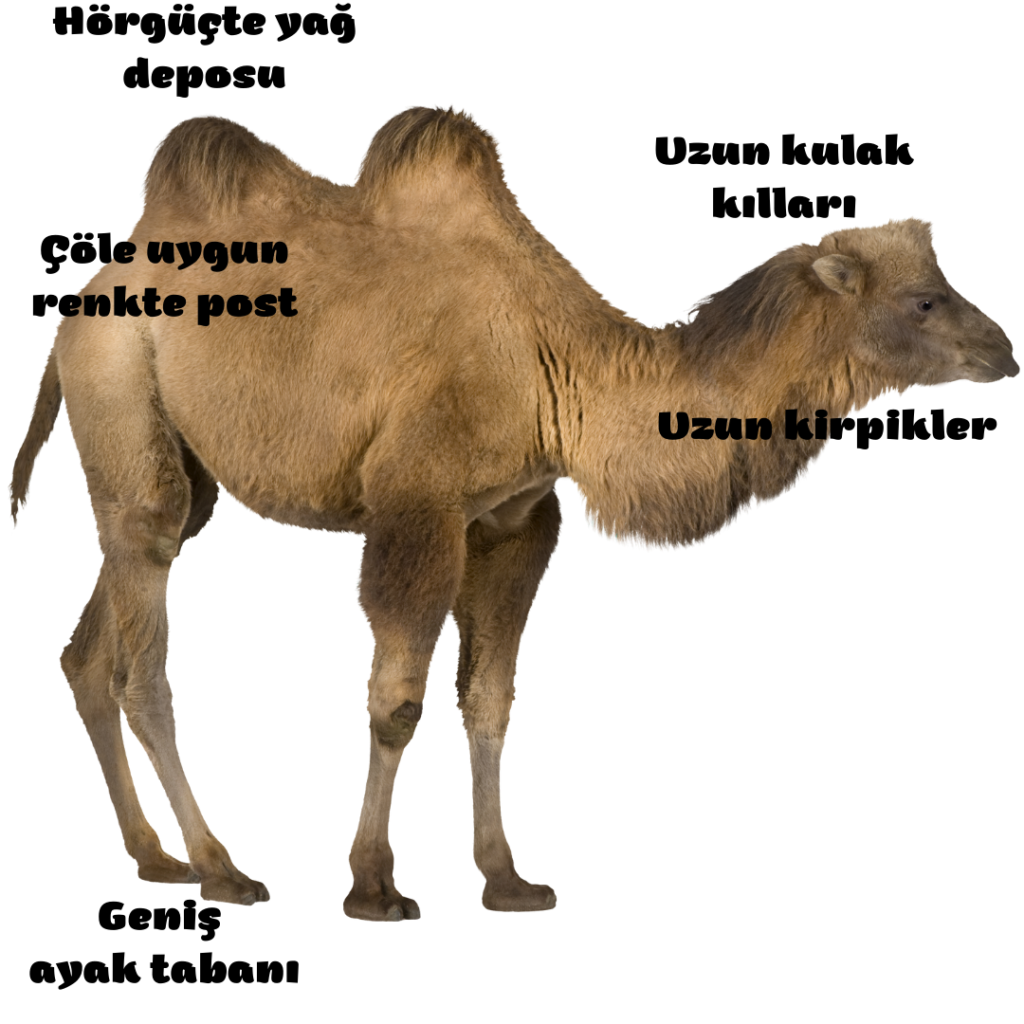 Hörgüçte yağ
deposu
Uzun kulak
kılları
Çöle uygun
renkte post
Uzun kirpikler
Geniş
ayak tabanı